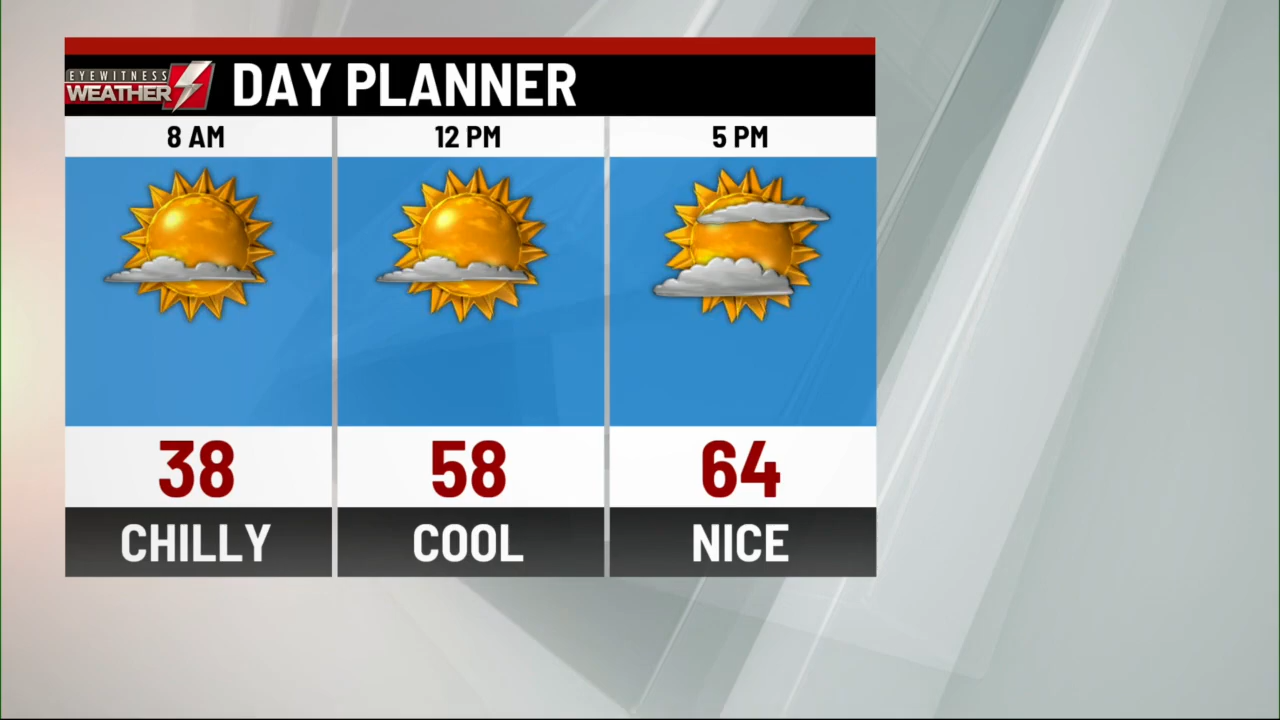 EYEWITNESS
WEATHER
DAY PLANNER
8 AM
12 PM
5 PM
38
58
64
CHILLY
COOL
NICE